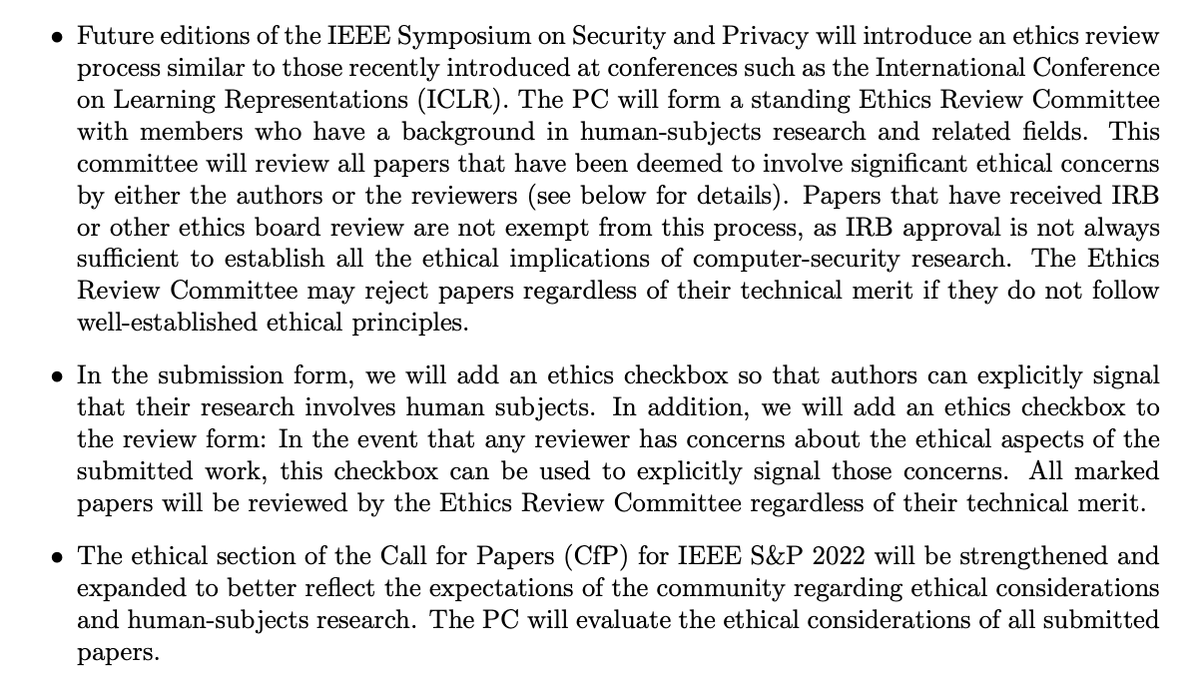 • Future editions of the IEEE Symposium on Security and Privacy will introduce an ethics review
process similar to those recently introduced at conferences such as the International Conference
on Learning Representations (ICLR). The PC will form a standing Ethics Review Committee
with members who have a background in human-subjects research and related fields. This
committee will review all papers that have been deemed to involve significant ethical concerns
by either the authors or the reviewers (see below for details). Papers that have received IRB
or other ethics board review are not exempt from this process, as IRB approval is not always
sufficient to establish all the ethical implications of computer-security research. The Ethics
Review Committee may reject papers regardless of their technical merit if they do not follow
well-established ethical principles.
• In the submission form, we will add an ethics checkbox so that authors can explicitly signal
that their research involves human subjects. In addition, we will add an ethics checkbox to
the review form: In the event that any reviewer has concerns about the ethical aspects of the
submitted work, this checkbox can be used to explicitly signal those concerns. All marked
papers will be reviewed by the Ethics Review Committee regardless of their technical merit.
• The ethical section of the Call for Papers (CfP) for IEEE S&P 2022 will be strengthened and
expanded to better reflect the expectations of the community regarding ethical considerations
and human-subjects research. The PC will evaluate the ethical considerations of all submitted
papers.